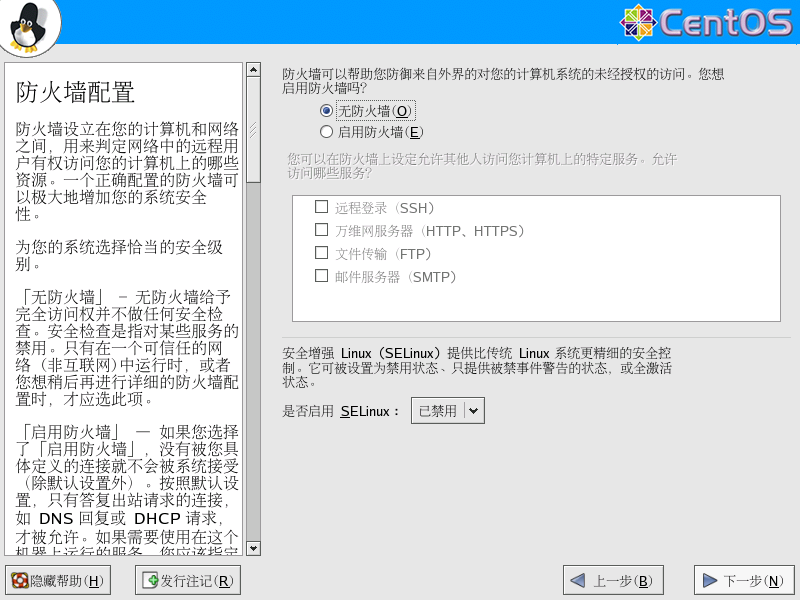 CentOS
防火墙配置
防火墙设立在您的计算机和网络
之间，用来判定网络中的远程用
户有权访问您的计算机上的哪些
资源。一个正确配置的防火墙可
以极大地增加您的系统安全
性。
为您的系统选择恰当的安全级
别。
「无防火墙」 – 无防火墙给予
完全访问权并不做任何安全检
查。安全检查是指对某些服务的
禁用。只有在一个可信任的网
络 (非互联网)中运行时，或者
您想稍后再进行详细的防火墙配
置时，才应选此项。
「启用防火墙」 — 如果您选择
了「启用防火墙」，没有被您具
体定义的连接就不会被系统接受
（除默认设置外）。按照默认设
置，只有答复出站请求的连接，
如 DNS 回复或 DHCP 请求，
才被允许。如果需要使用在这个
机器上运行的服务，您应该指定
防火墙可以帮助您防御来自外界的对您的计算机系统的未经授权的访问。您想
启用防火墙吗?
无防火墙(O)
启用防火墙(E)
您可以在防火墙上设定允许其他人访问您计算机上的特定服务。允许
访问哪些服务?
远程登录（SSH）
万维网服务器（HTTP、HTTPS）
文件传输（FTP）
邮件服务器（SMTP）
安全增强 Linux（SELinux）提供比传统 Linux 系统更精细的安全控
制。它可被设置为禁用状态、只提供被禁事件警告的状态，或全激活
状态。
是否启用 SELinux： 已禁用
隐藏帮助(H) 发行注记(R) 上一步(B) 下一步(N)